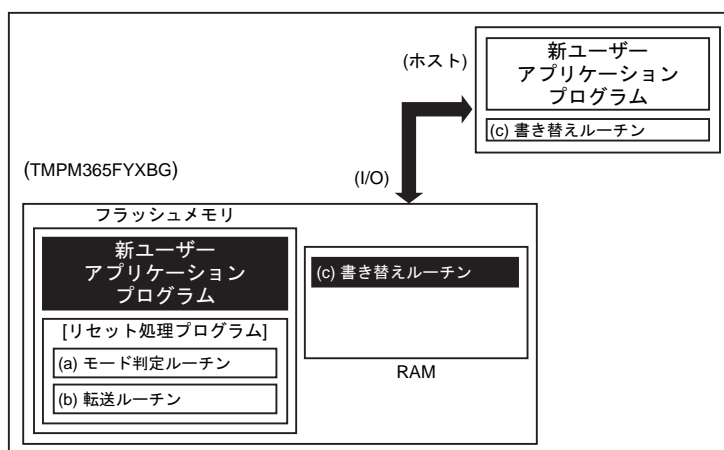 (ホスト)
新ユーザー
アプリケーション
プログラム
(c) 書き替えルーチン
(TMPM365FYXBG)
(I/O)
フラッシュメモリ
新ユーザー
アプリケーション
プログラム
[リセット処理プログラム]
(a) モード判定ルーチン
(b) 転送ルーチン
(c) 書き替えルーチン
RAM